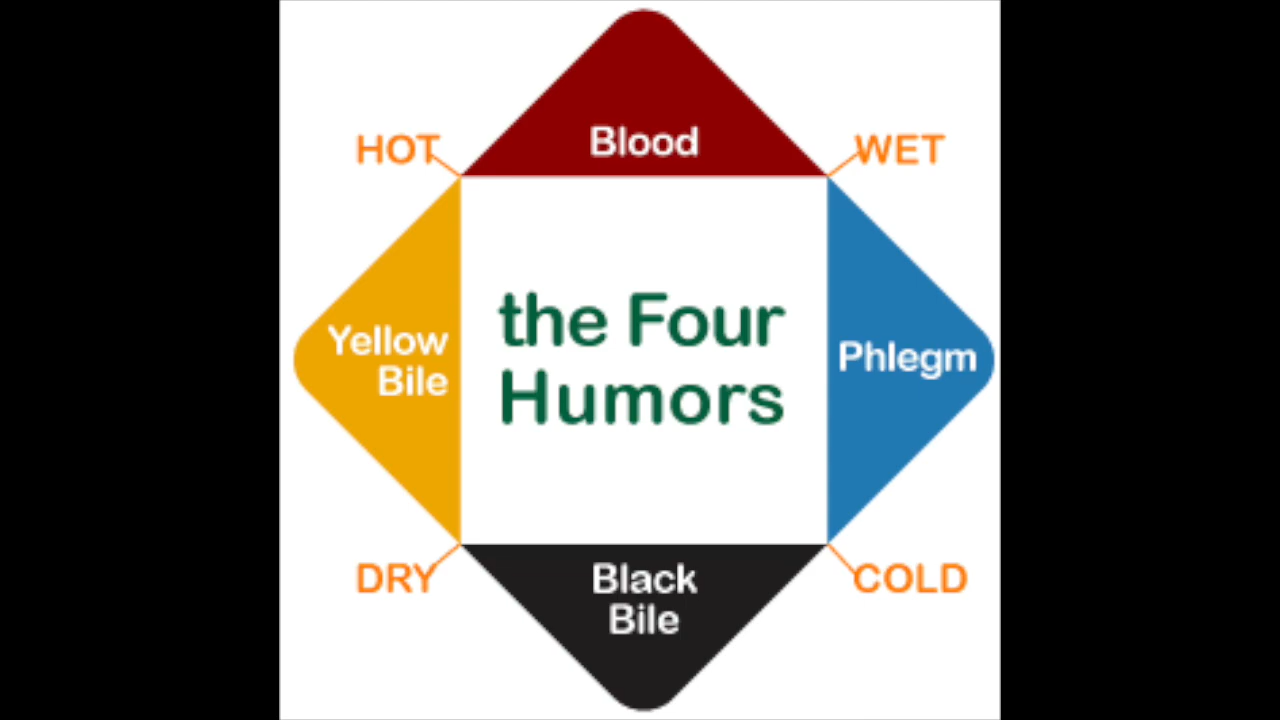 Blood
HOT
WET
the Four
Humors
Yellow
Bile
Phlegm
DRY
COLD
Black
Bile